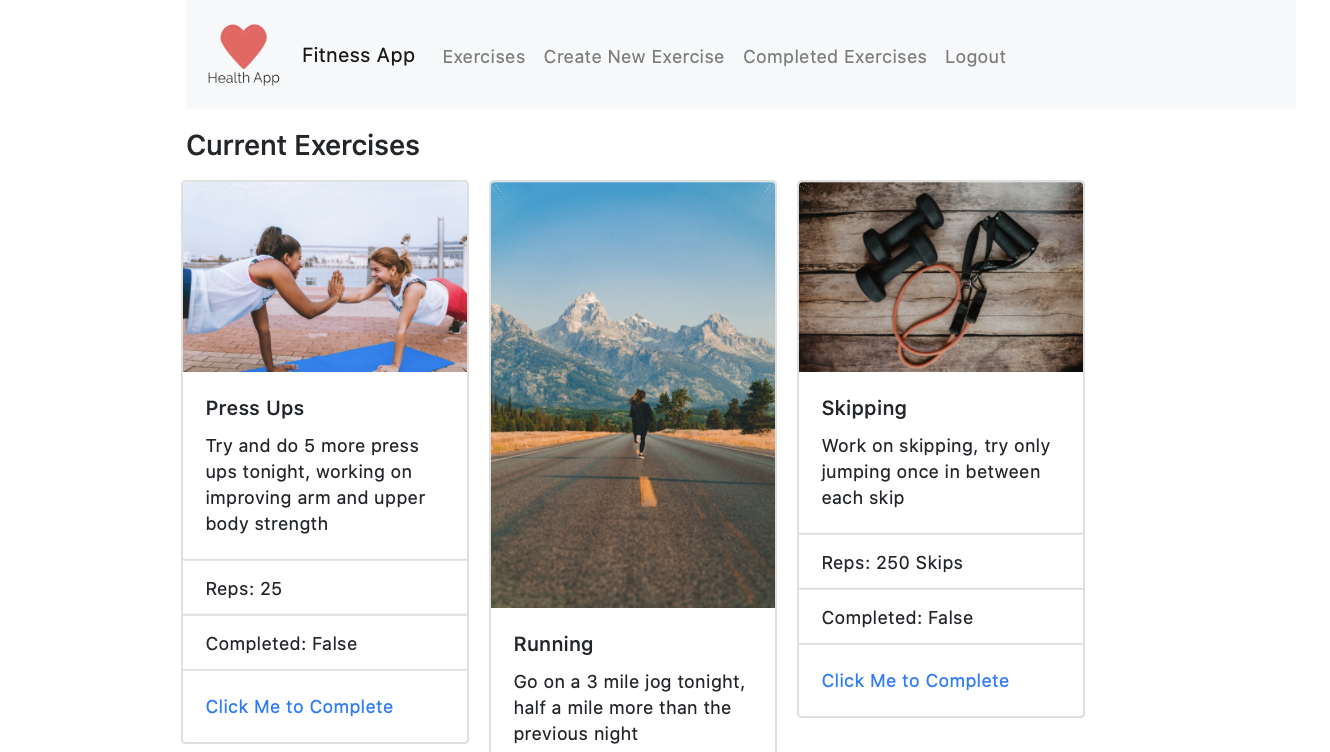 Health App
Fitness App
Exercises
Create New Exercise
Completed Exercises
Logout
Current Exercises
Press Ups
Try and do 5 more press
ups tonight, working on
improving arm and upper
body strength
Reps: 25
Completed: False
Click Me to Complete
Running
Go on a 3 mile jog tonight,
half a mile more than the
previous night
Skipping
Work on skipping, try only
jumping once in between
each skip
Reps: 250 Skips
Completed: False
Click Me to Complete